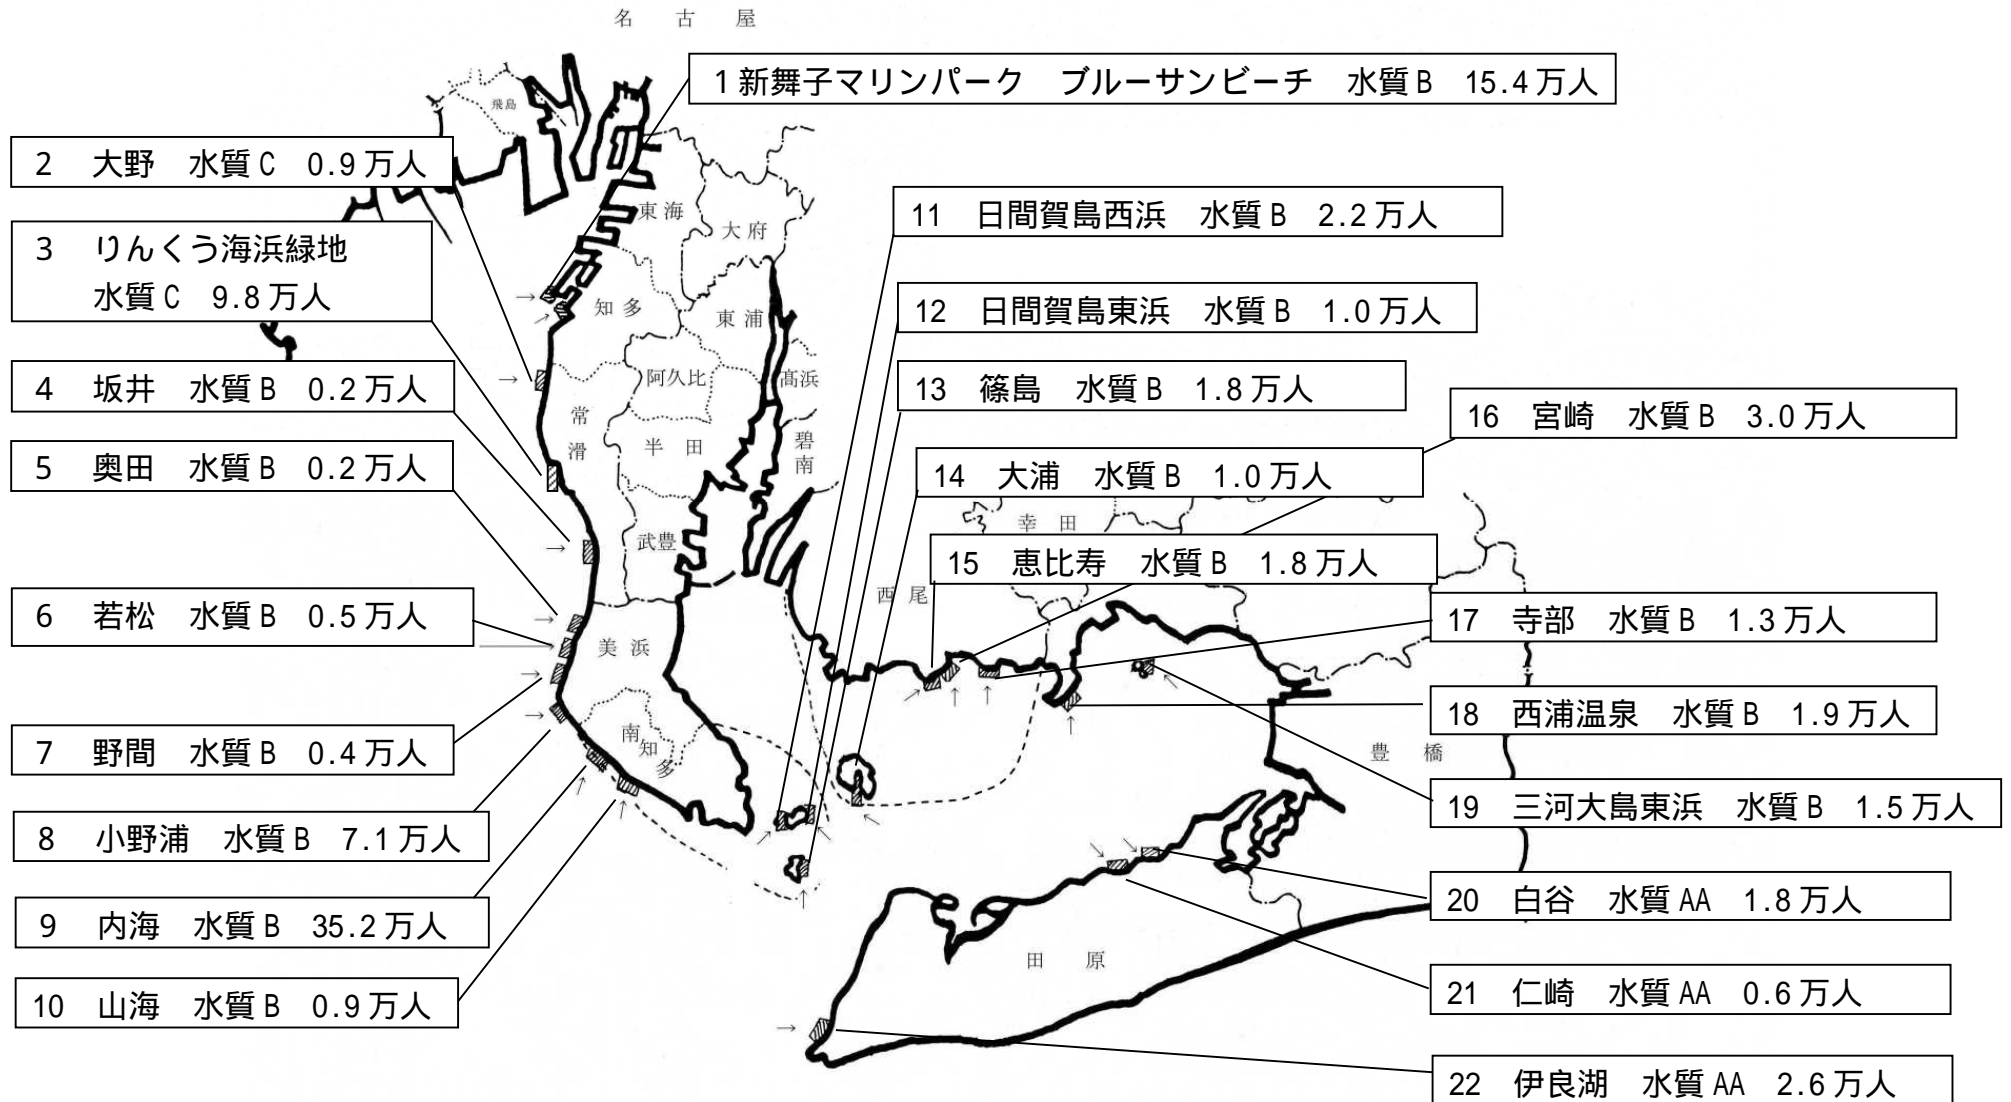 名古屋
1 新舞子マリンパーク ブルーサンビーチ 水質B 15.4万人
飛島
2 大野 水質C 0.9万人
3 りんくう海浜緑地
水質C 9.8万人
4 坂井 水質B 0.2万人
5 奥田 水質B 0.2万人
6 若松 水質B 0.5万人
7 野間 水質B 0.4万人
8 小野浦 水質B 7.1万人
9 内海 水質B 35.2万人
10 山海 水質B 0.9万人
東海
大府
知多
東浦
阿久比
高浜
常滑
半田
碧南
武豊
美浜
南知多
11 日間賀島西浜 水質B 2.2万人
12 日間賀島東浜 水質B 1.0万人
13 篠島 水質B 1.8万人
14 大浦 水質B 1.0万人
幸田
15 恵比寿 水質B 1.8万人
西尾
16 宮崎 水質B 3.0万人
17 寺部 水質B 1.3万人
18 西浦温泉 水質B 1.9万人
豊橋
19 三河大島東浜 水質B 1.5万人
20 白谷 水質AA 1.8万人
田原
21 仁崎 水質AA 0.6万人
22 伊良湖 水質AA 2.6万人